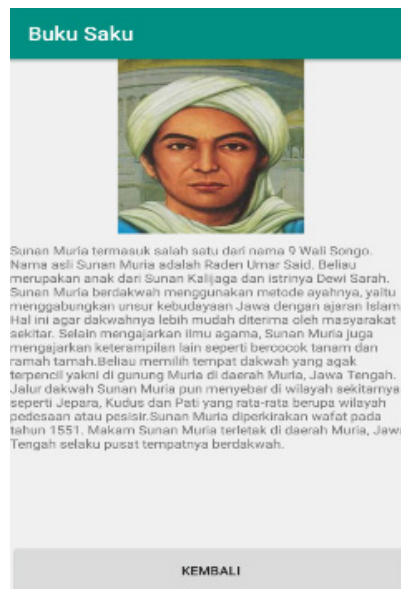 Buku Saku
Sunan Muria termasuk salah satu dari nama 9 Wali Songo.
Nama asli Sunan Muria adalah Raden Umar Said. Beliau
merupakan anak dari Sunan Kalijaga dan istrinya Dewi Sarah.
Sunan Muria berdakwah menggunakan metode ayahnya, yaitu
menggabungkan unsur kebudayaan Jawa dengan ajaran Islam
Hal ini agar dakwahnya lebih mudah diterima oleh masyarakat
sekitar. Selain mengajarkan ilmu agama, Sunan Muria juga
mengajarkan keterampilan lain seperti bercocok tanam dan
ramah tamah.Beliau memilih tempat dakwah yang agak
terpencil yakni di gunung Muria di daerah Muria, Jawa Tengah.
Jalur dakwah Sunan Muria pun menyebar di wilayah sekitarnya
seperti Jepara, Kudus dan Pati yang rata-rata berupa wilayah
pedesaan atau pesisir.Sunan Muria diperkirakan wafat pada
tahun 1551. Makam Sunan Muria terletak di daerah Muria, Jaw
Tengah selaku pusat tempatnya berdakwah.
KEMBALI